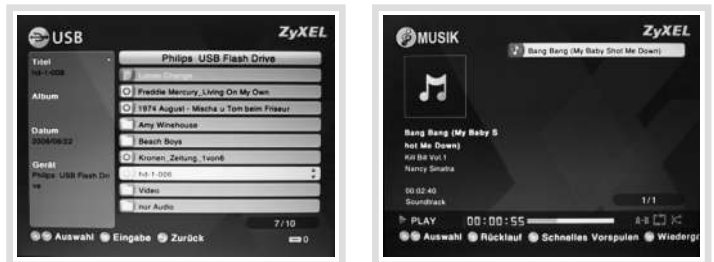 USB
ZyXEL
Titel
hd-1-006
Album
Datum
2006/06/22
Gerät
Philips USB Flash Dri
ve
Philips USB Flash Drive
Freddie Mercury_Living On My Own
1974 August - Mischa u Tom beim Friseur
Amy Winehouse
Beach Boys
Kronen_Zeitung_1von6
hd-1-006
Video
nur Audio
7/10
Auswahl Eingabe Zurück
0
MUSIK
ZyXEL
Bang Bang (My Baby Shot Me Down)
Bang Bang (My Baby S
hot Me Down)
Kill Bill Vol.1
Nancy Sinatra
00:02:40
Soundtrack
1/1
PLAY 00:00:55
A-B
Auswahl Rücklauf Schnelles Vorspulen Wiederga